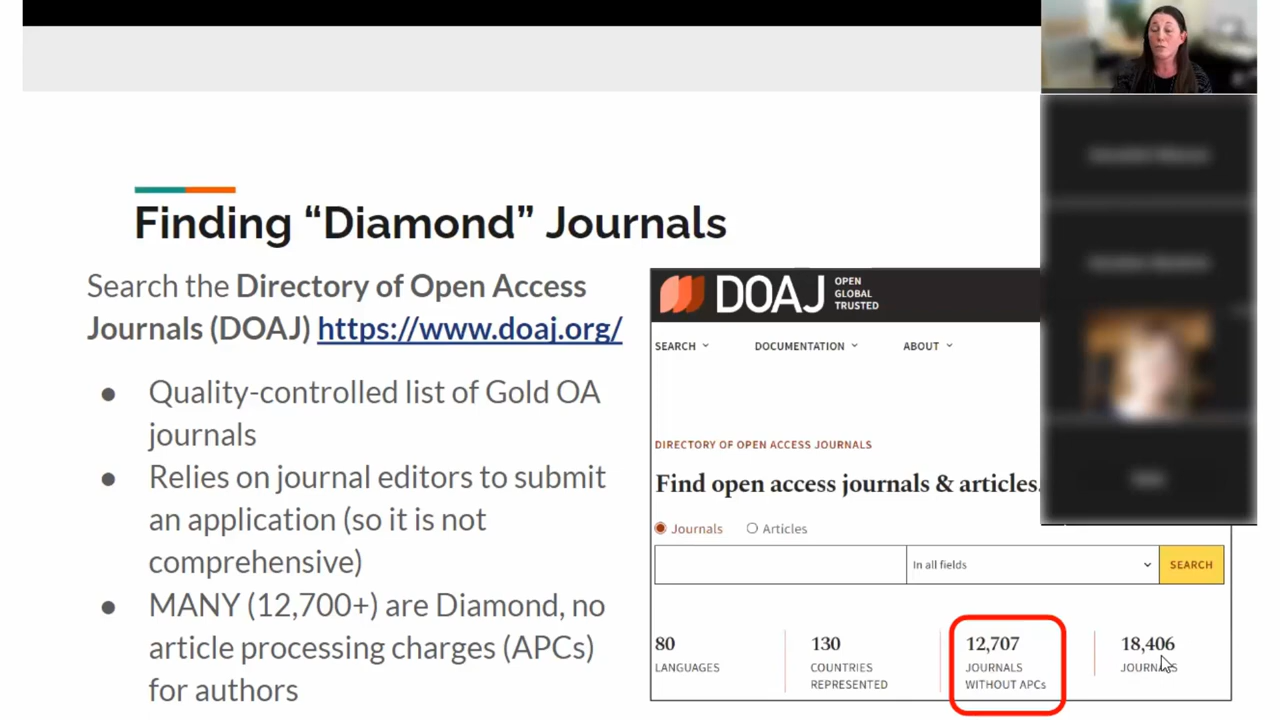 Finding “Diamond” Journals
Search the Directory of Open Access
Journals (DOAJ) https://www.doaj.org/
● Quality-controlled list of Gold OA
journals
● Relies on journal editors to submit
an application (so it is not
comprehensive)
● MANY (12,700+) are Diamond, no
article processing charges (APCs)
for authors
DOAJ
OPEN
GLOBAL
TRUSTED
SEARCH
DOCUMENTATION
ABOUT
DIRECTORY OF OPEN ACCESS JOURNALS
Find open access journals & articles.
Journals
Articles
In all fields
SEARCH
80
LANGUAGES
130
COUNTRIES
REPRESENTED
12,707
JOURNALS
WITHOUT APCs
18,406
JOURNALS